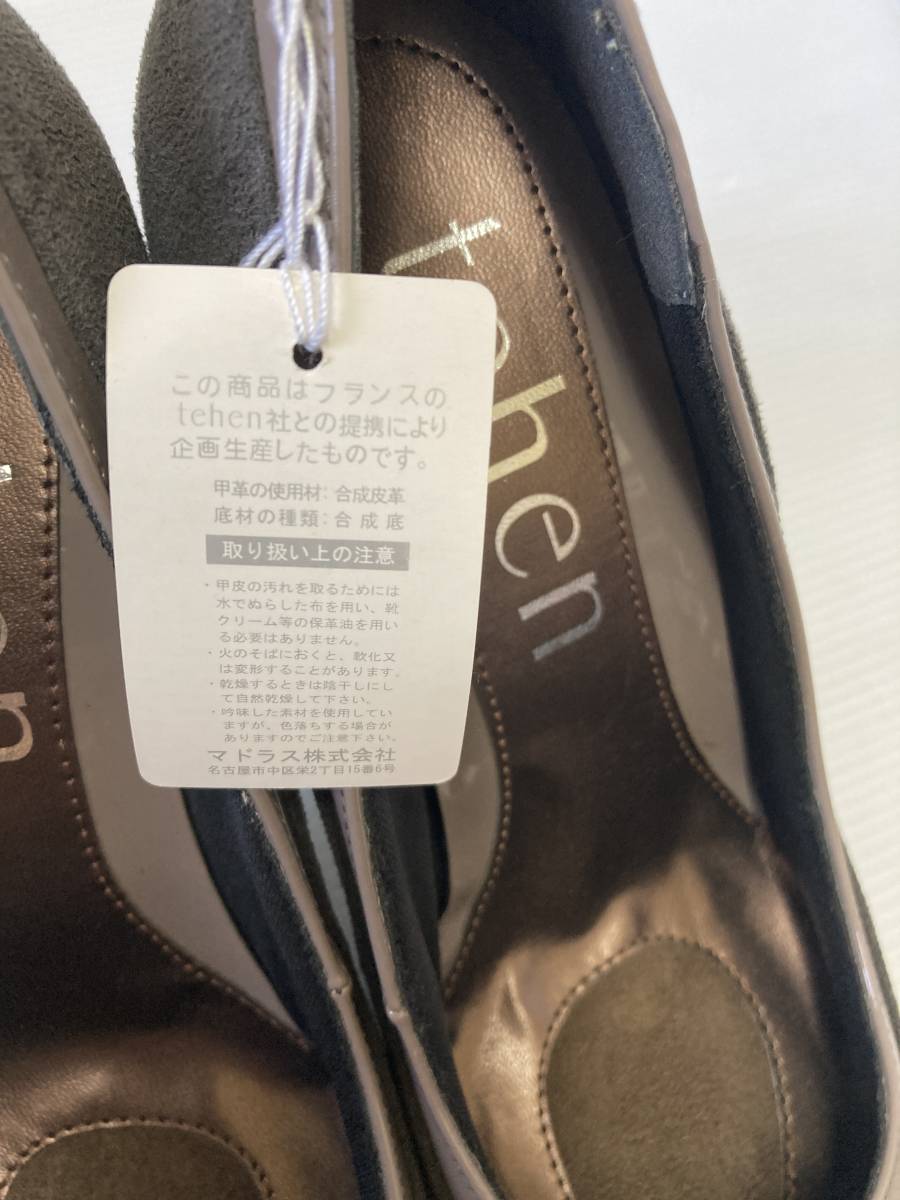 この商品はフランスの
tehen社との提携により
企画生産したものです。
甲革の使用材：合成皮革
底材の種類：合成底
取り扱い上の注意
・甲皮の汚れを取るためには
水でぬらした布を用い、靴
クリーム等の保革油を用い
る必要はありません。
・火のそばにおくと、軟化又
は変形することがあります。
・乾燥するときは陰干しにし
て自然乾燥して下さい。
・吟味した素材を使用してい
ますが、色落ちする場合が
ありますのでご注意下さい。
マドラス株式会社
名古屋市中区栄2丁目15番6号
tehen
en